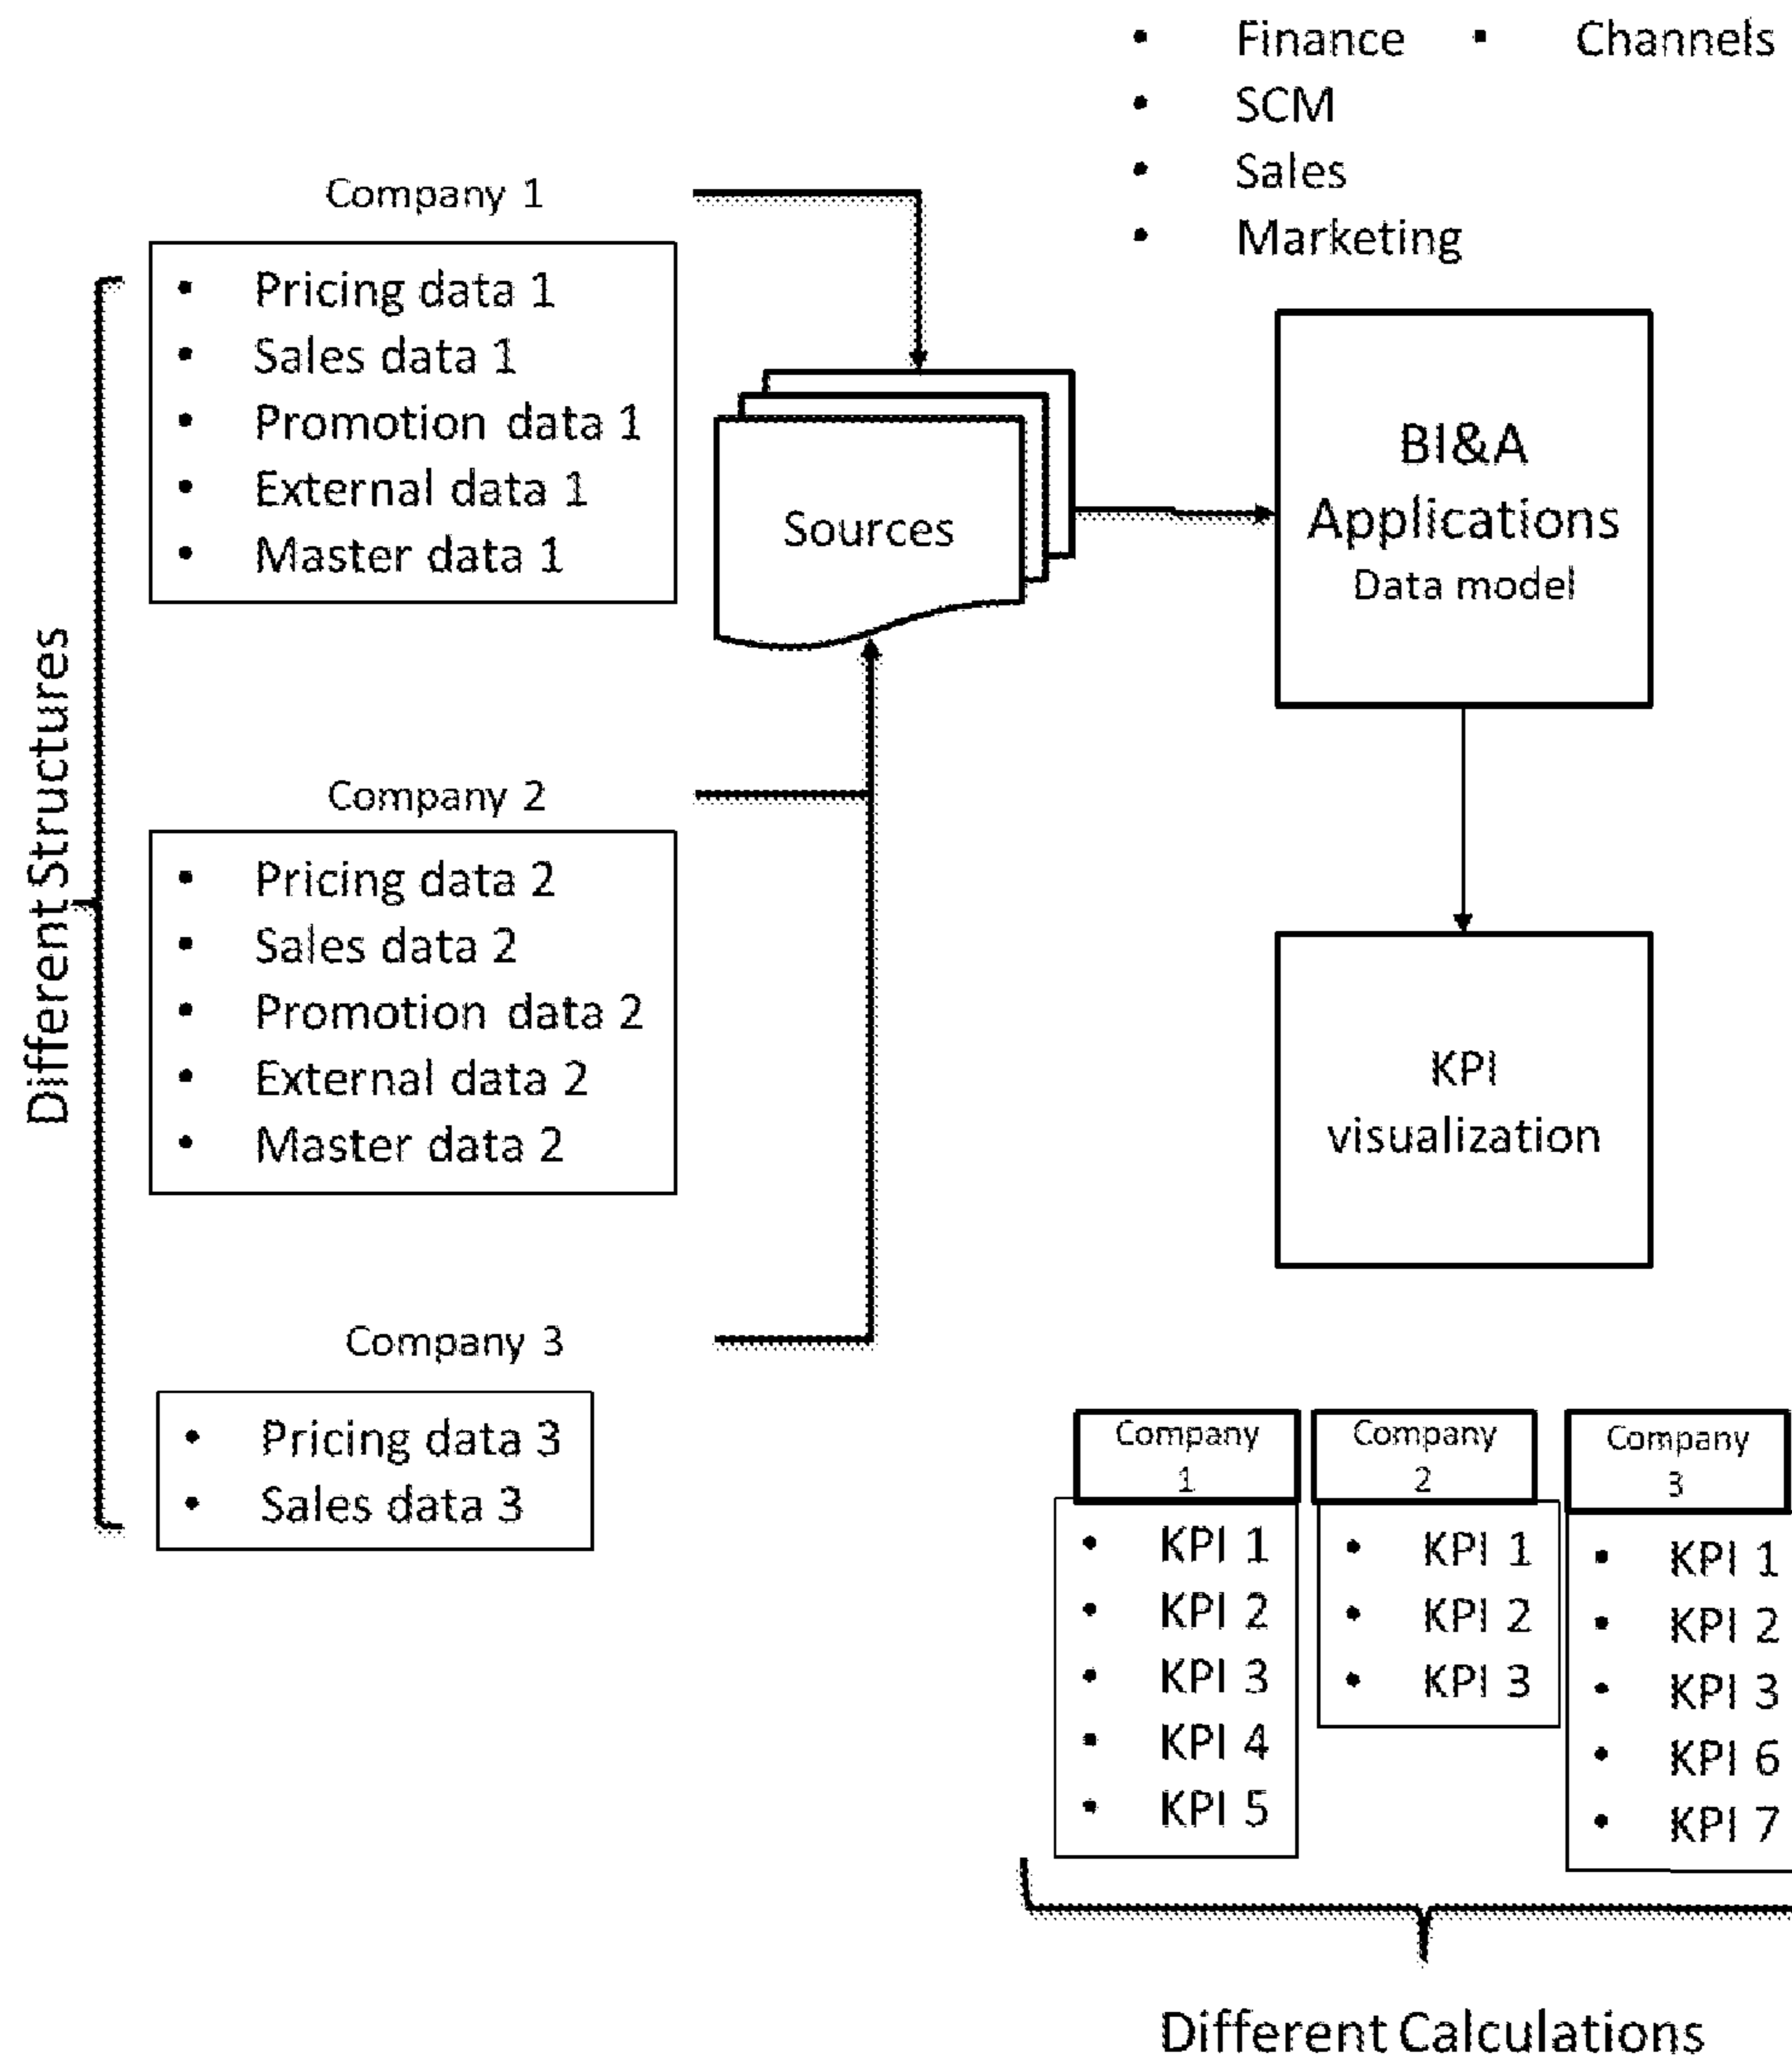 • Finance • Channels
• SCM
• Sales
• Marketing
Company 1
• Pricing data 1
• Sales data 1
• Promotion data 1
• External data 1
• Master data 1
Different Structures
Sources
BI&A
Applications
Data model
Company 2
• Pricing data 2
• Sales data 2
• Promotion data 2
• External data 2
• Master data 2
KPI
visualization
Company 3
• Pricing data 3
• Sales data 3
Company
1
• KPI 1
• KPI 2
• KPI 3
• KPI 4
• KPI 5
Company
2
• KPI 1
• KPI 2
• KPI 3
Company
3
• KPI 1
• KPI 2
• KPI 3
• KPI 6
• KPI 7
Different Calculations